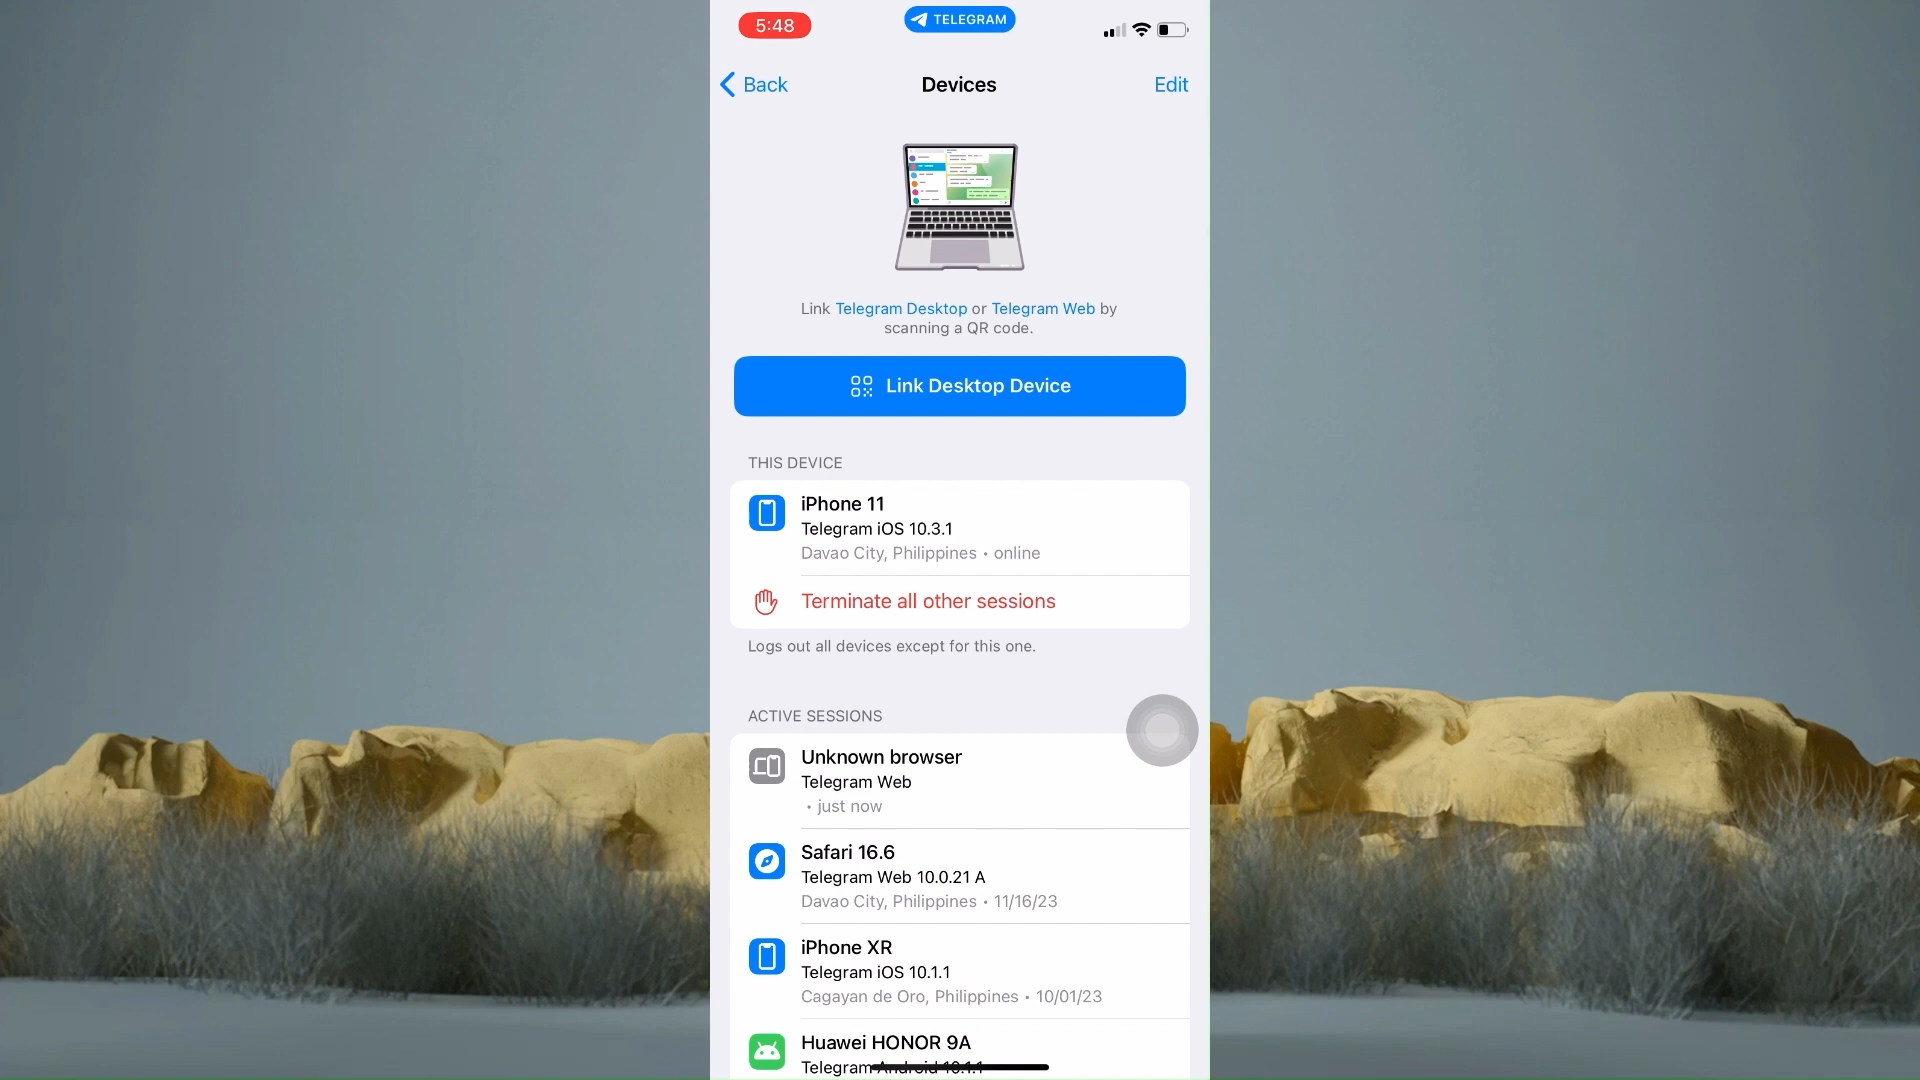 5:48
TELEGRAM
Back
Devices
Edit
Link Telegram Desktop or Telegram Web by
scanning a QR code.
Link Desktop Device
THIS DEVICE
iPhone 11
Telegram iOS 10.3.1
Davao City, Philippines • online
Terminate all other sessions
Logs out all devices except for this one.
ACTIVE SESSIONS
Unknown browser
Telegram Web
• just now
Safari 16.6
Telegram Web 10.0.21 A
Davao City, Philippines • 11/16/23
iPhone XR
Telegram iOS 10.1.1
Cagayan de Oro, Philippines • 10/01/23
Huawei HONOR 9A
Telegram Android 10.1.1